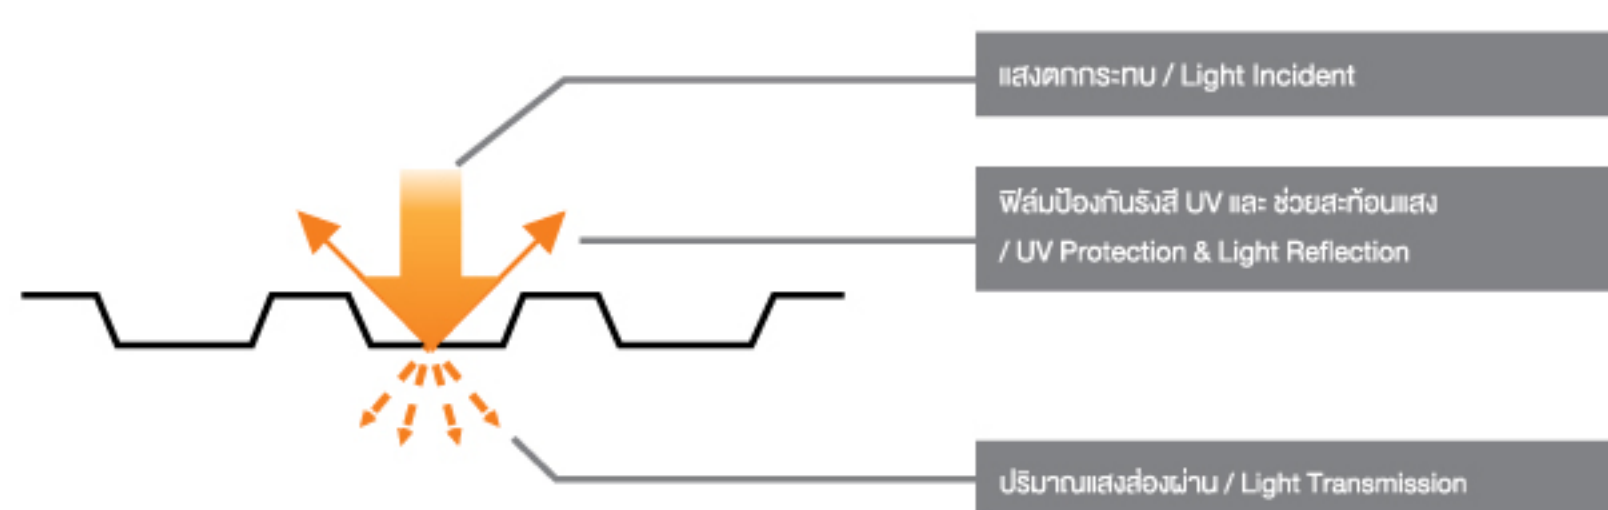 แสงตกกระทบ / Light Incident
ฟิล์มป้องกันรังสี UV และ ช่วยสะท้อนแสง
/ UV Protection & Light Reflection
ปริมาณแสงส่องผ่าน / Light Transmission